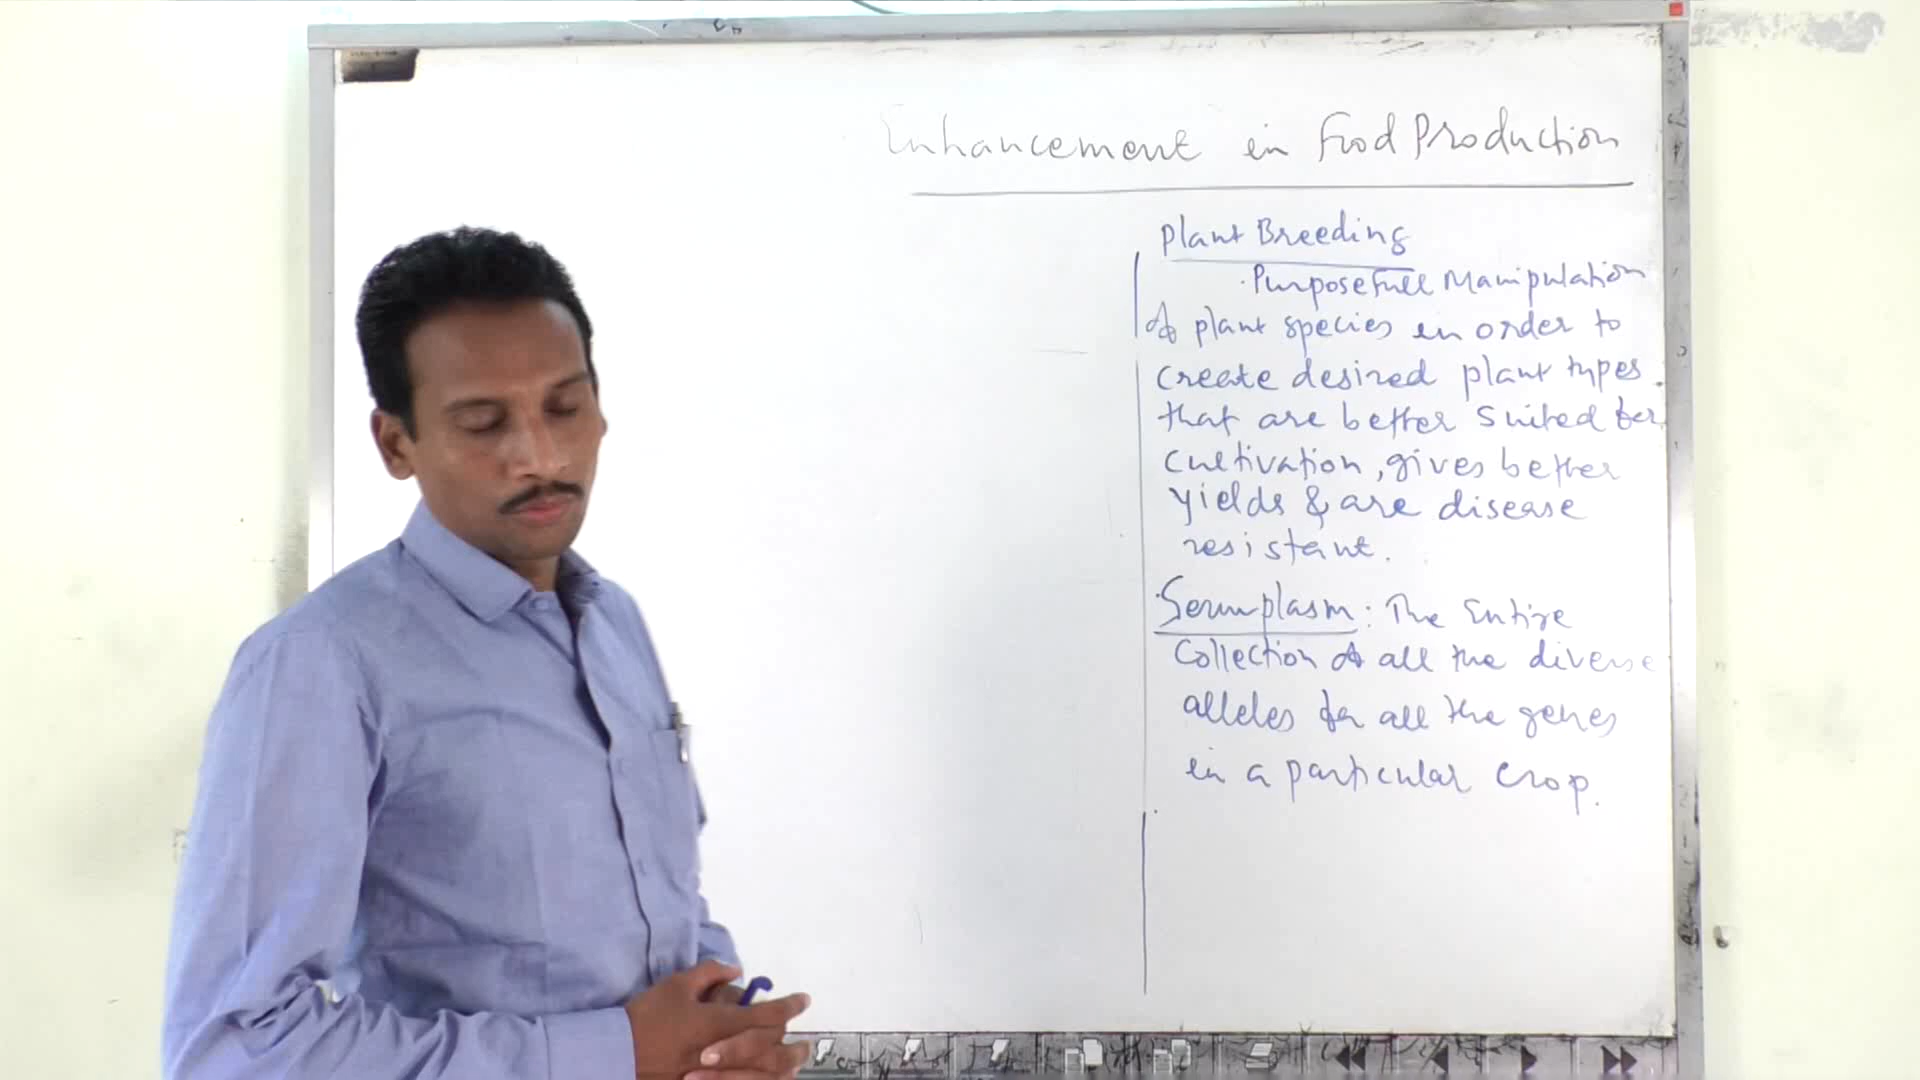 Enhancement in Food Production
Plant Breeding
· Purposefull Manipulation
of plant species in order to
create desired plant types.
that are better suited for
cultivation, gives better
yields & are disease
resistant.
Germplasm : The Entire
Collection of all the diverse
alleles for all the genes
in a particular crop.